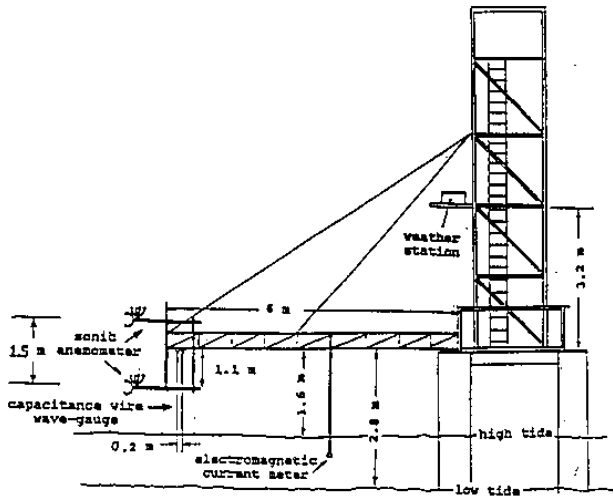 weather
station
3.2 m
6 m
sonic
anemometer
1.5 m
1.1 m
1.6 m
2.8 m
capacitance wire
wave-gauge
0.2 m
electromagnetic
current meter
high tide
low tide